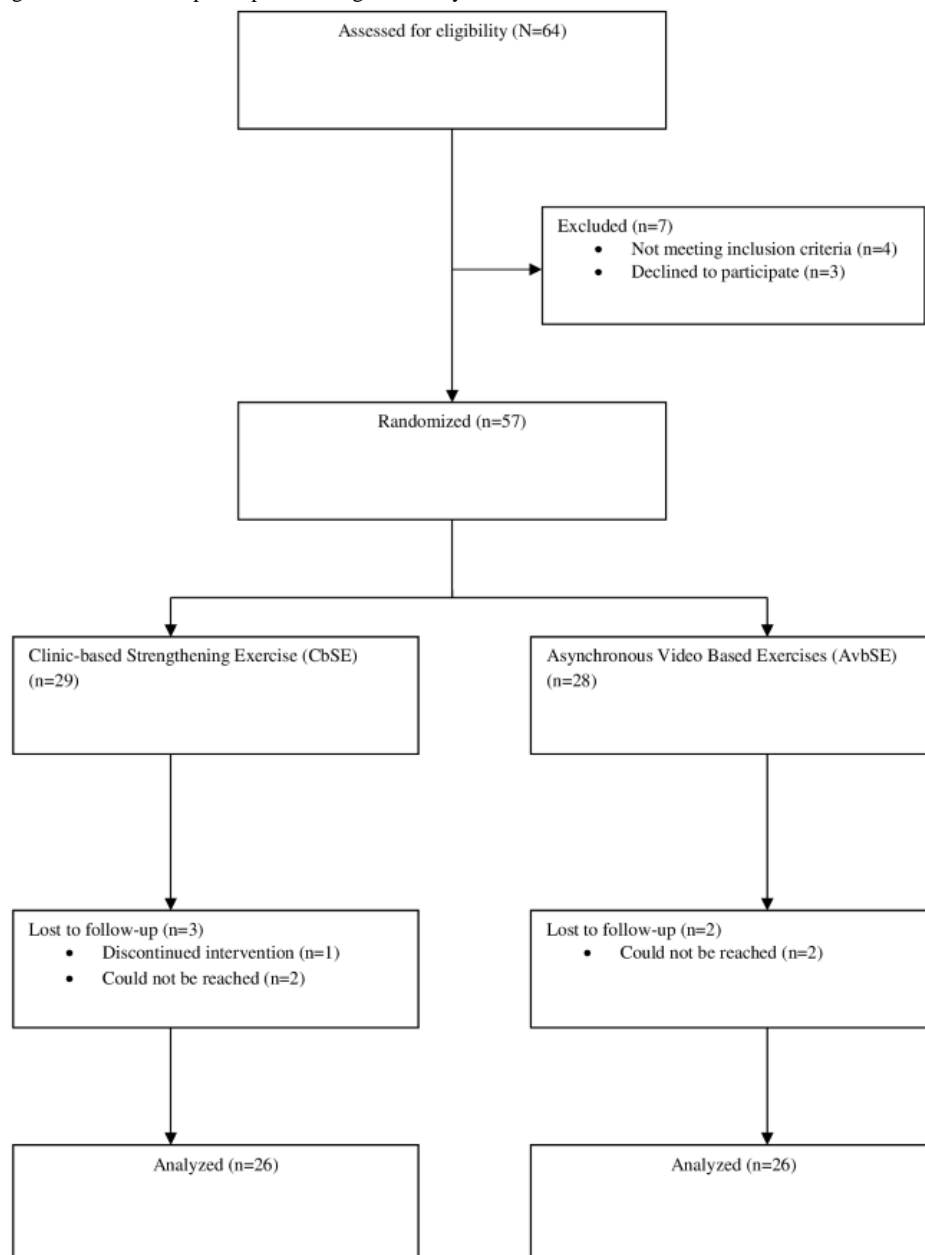 Assessed for eligibility (N=64)
Excluded (n=7)
• Not meeting inclusion criteria (n=4)
• Declined to participate (n=3)
Randomized (n=57)
Clinic-based Strengthening Exercise (CbSE)
(n=29)
Asynchronous Video Based Exercises (AvbSE)
(n=28)
Lost to follow-up (n=3)
• Discontinued intervention (n=1)
• Could not be reached (n=2)
Lost to follow-up (n=2)
• Could not be reached (n=2)
Analyzed (n=26)
Analyzed (n=26)